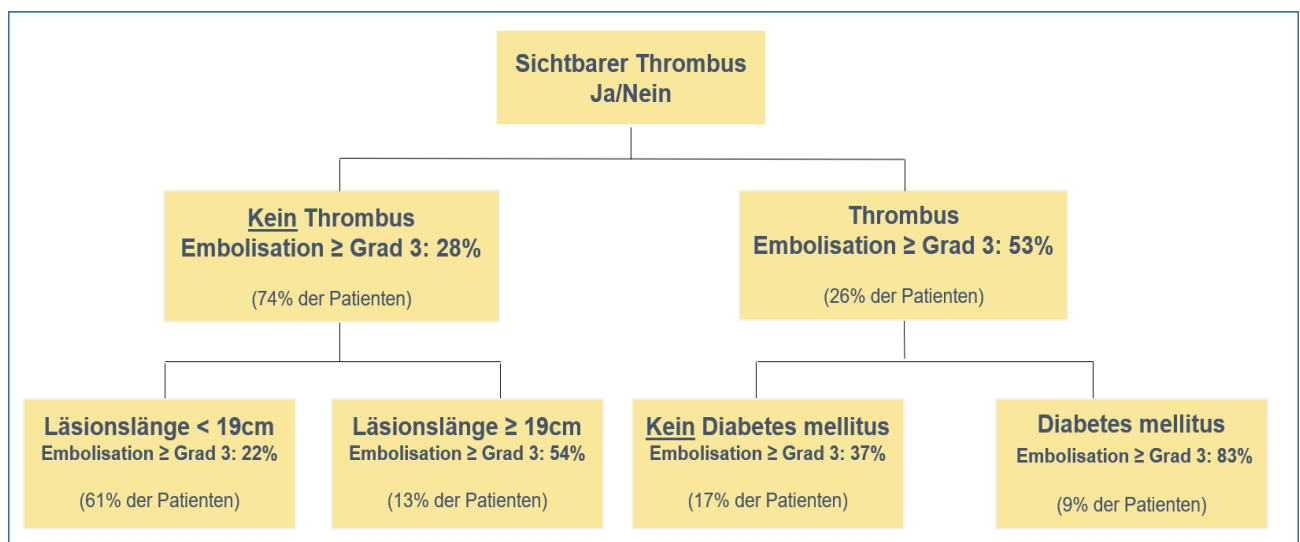 Sichtbarer Thrombus
Ja/Nein
Kein Thrombus
Embolisation ≥ Grad 3: 28%
(74% der Patienten)
Thrombus
Embolisation ≥ Grad 3: 53%
(26% der Patienten)
Läsionslänge < 19cm
Embolisation ≥ Grad 3: 22%
(61% der Patienten)
Läsionslänge ≥ 19cm
Embolisation ≥ Grad 3: 54%
(13% der Patienten)
Kein Diabetes mellitus
Embolisation ≥ Grad 3: 37%
(17% der Patienten)
Diabetes mellitus
Embolisation ≥ Grad 3: 83%
(9% der Patienten)